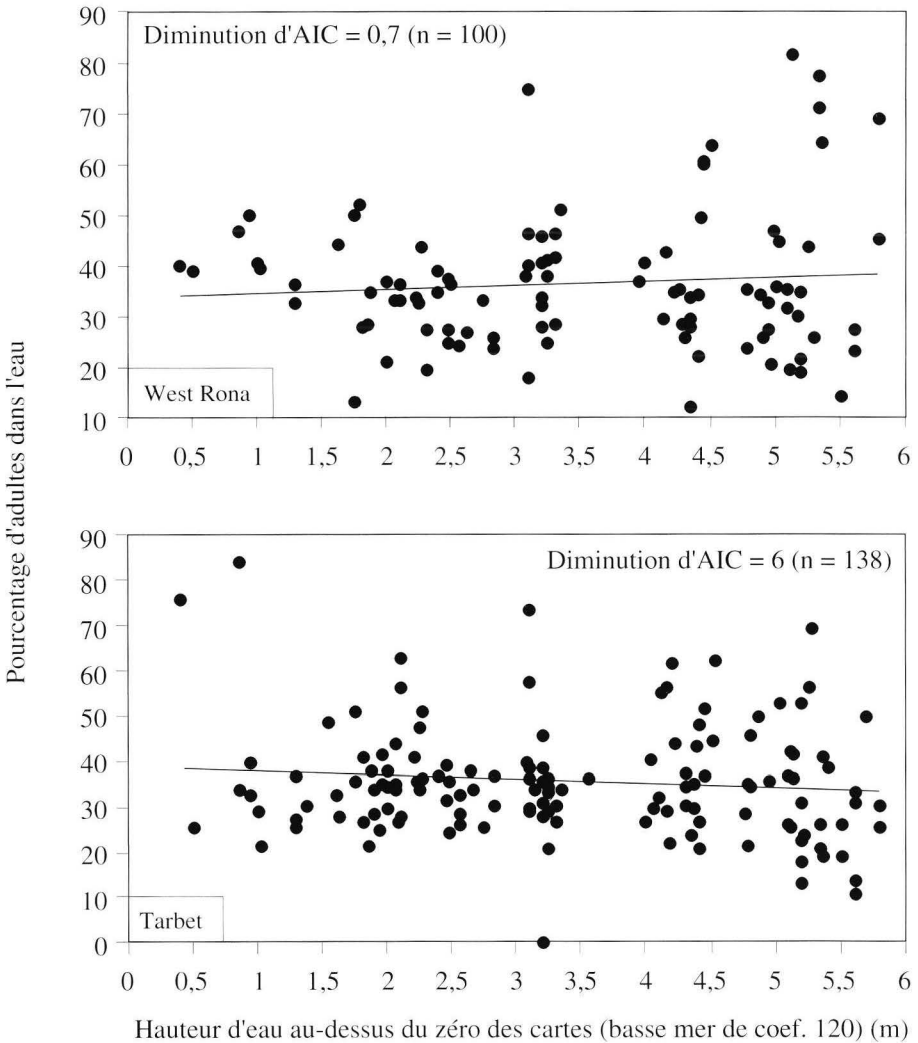 Pourcentage d'adultes dans l'eau
90
Diminution d'AIC = 0,7 (n = 100)
80
70
60
50
40
30
20
West Rona
10
0 0,5 1 1,5 2 2,5 3 3,5 4 4,5 5 5,5 6
90
Diminution d'AIC = 6 (n = 138)
80
70
60
50
40
30
20
10
Tarbet
0
0 0,5 1 1,5 2 2,5 3 3,5 4 4,5 5 5,5 6
Hauteur d'eau au-dessus du zéro des cartes (basse mer de coef. 120) (m)